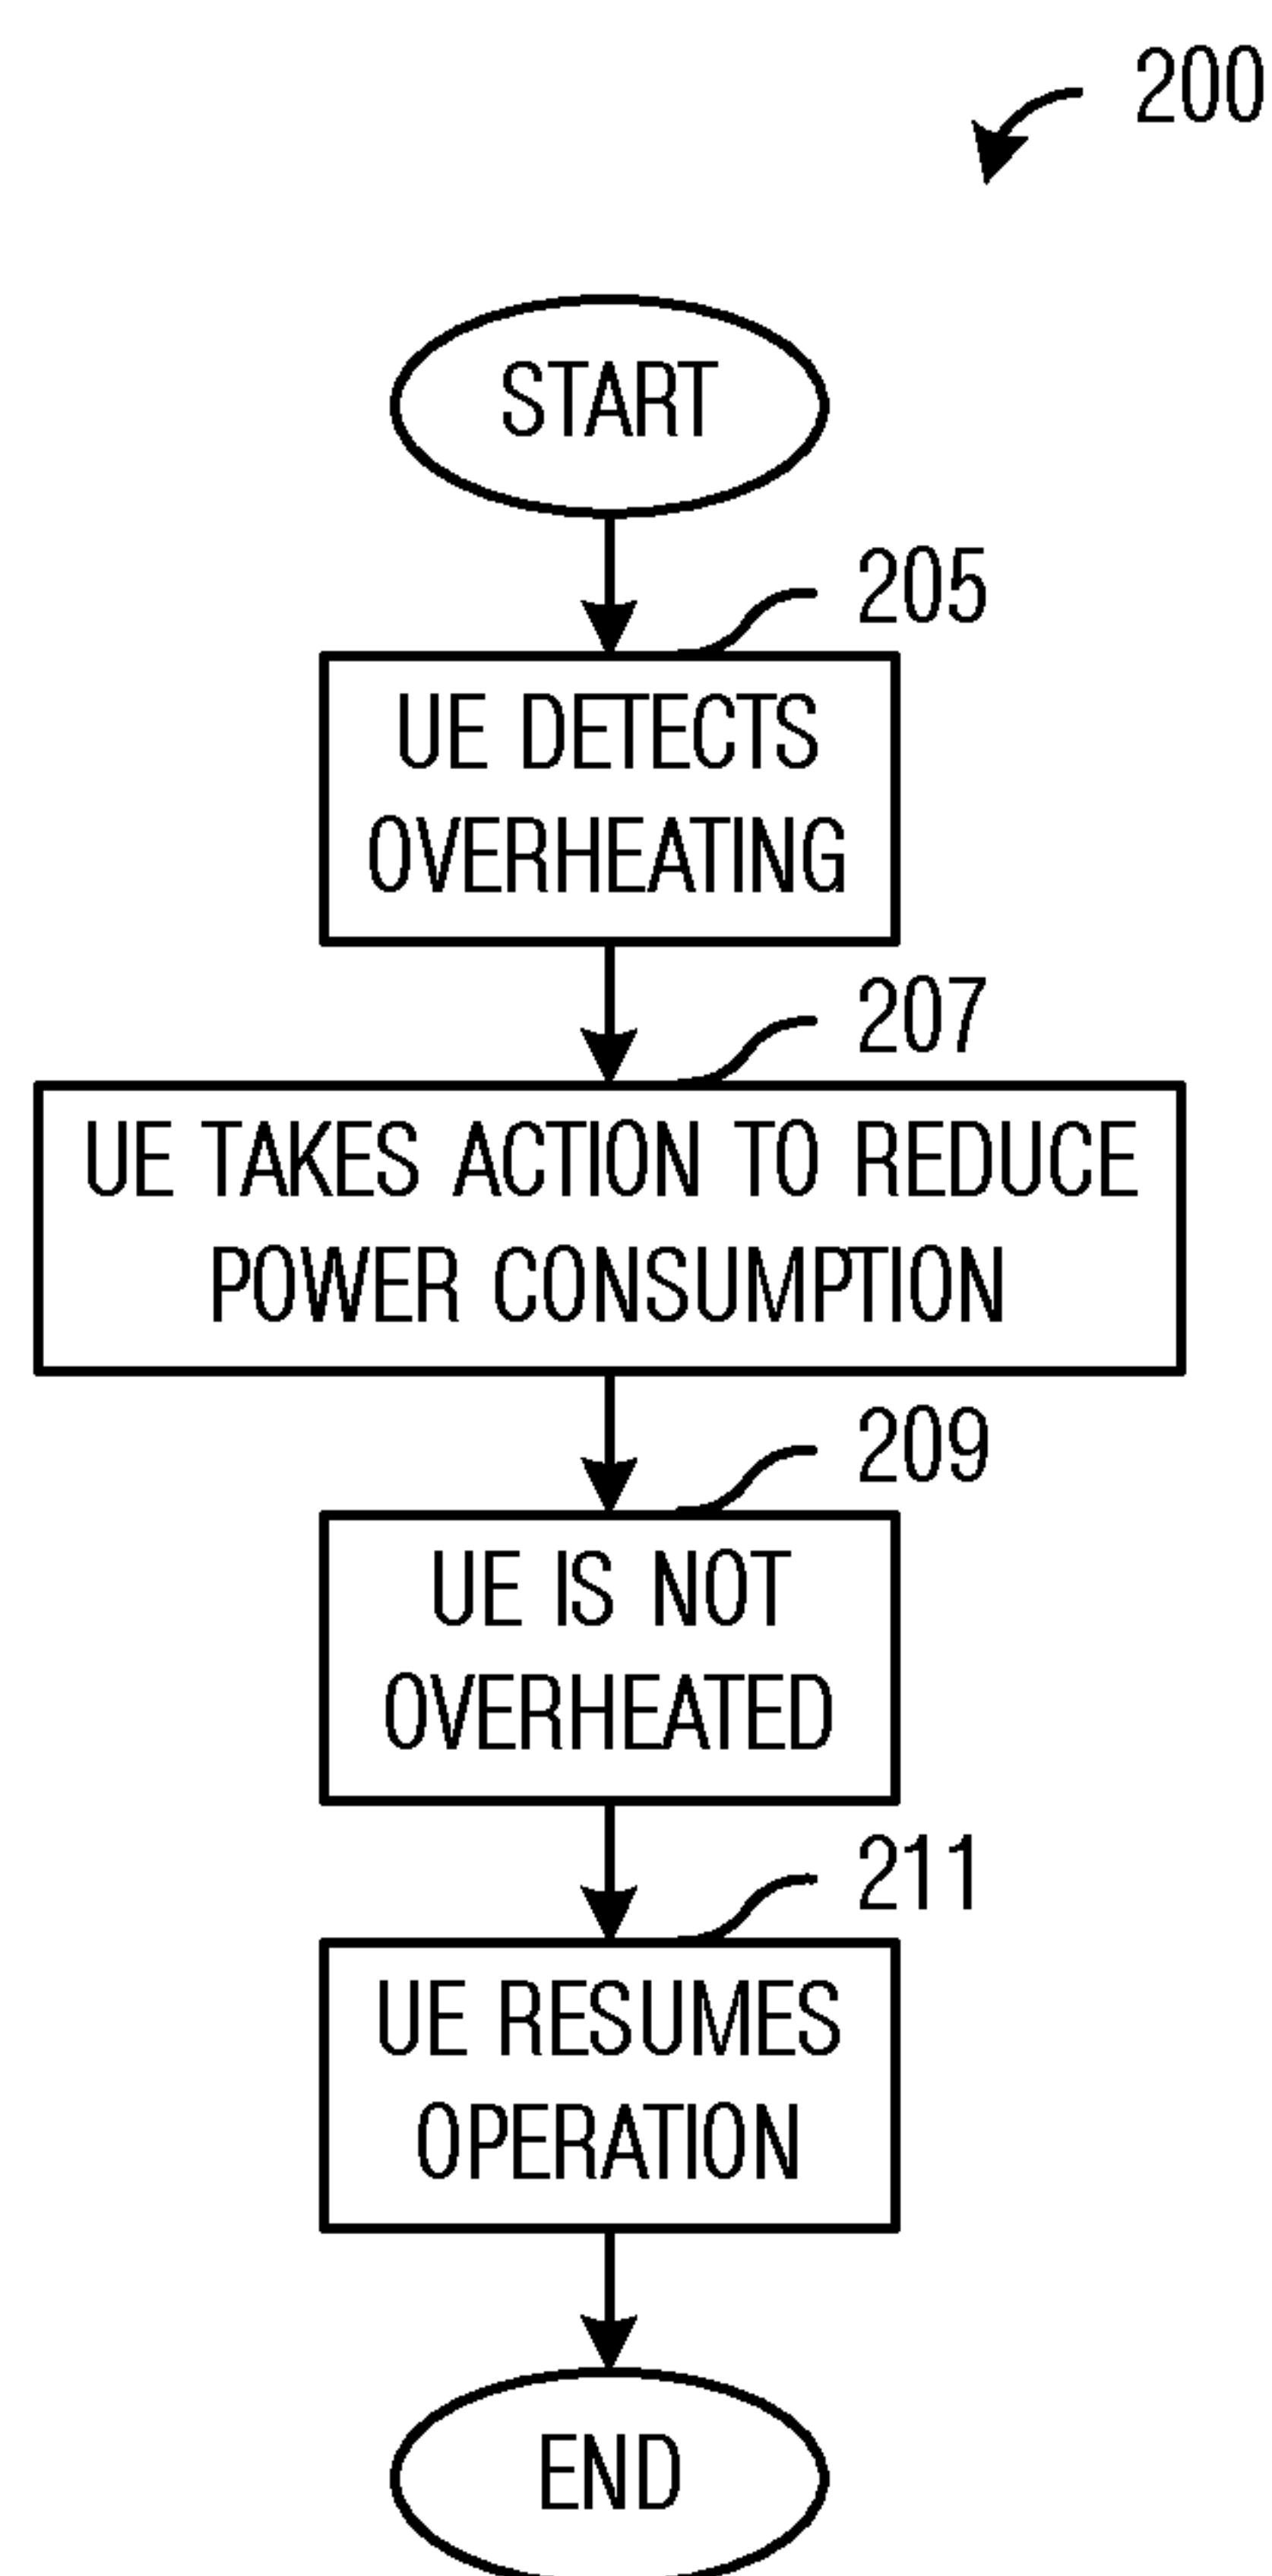 200
START
205
UE DETECTS
OVERHEATING
207
UE TAKES ACTION TO REDUCE
POWER CONSUMPTION
209
UE IS NOT
OVERHEATED
211
UE RESUMES
OPERATION
END